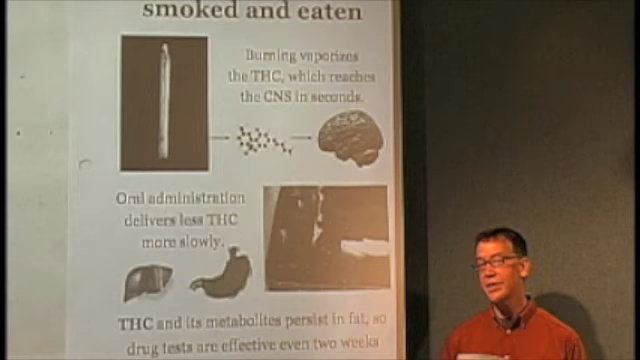 smoked and eaten
Burning vaporizes
the THC, which reaches
the CNS in seconds.
Oral administration
delivers less THC
more slowly.
THC and its metabolites persist in fat, so
drug tests are effective even two weeks